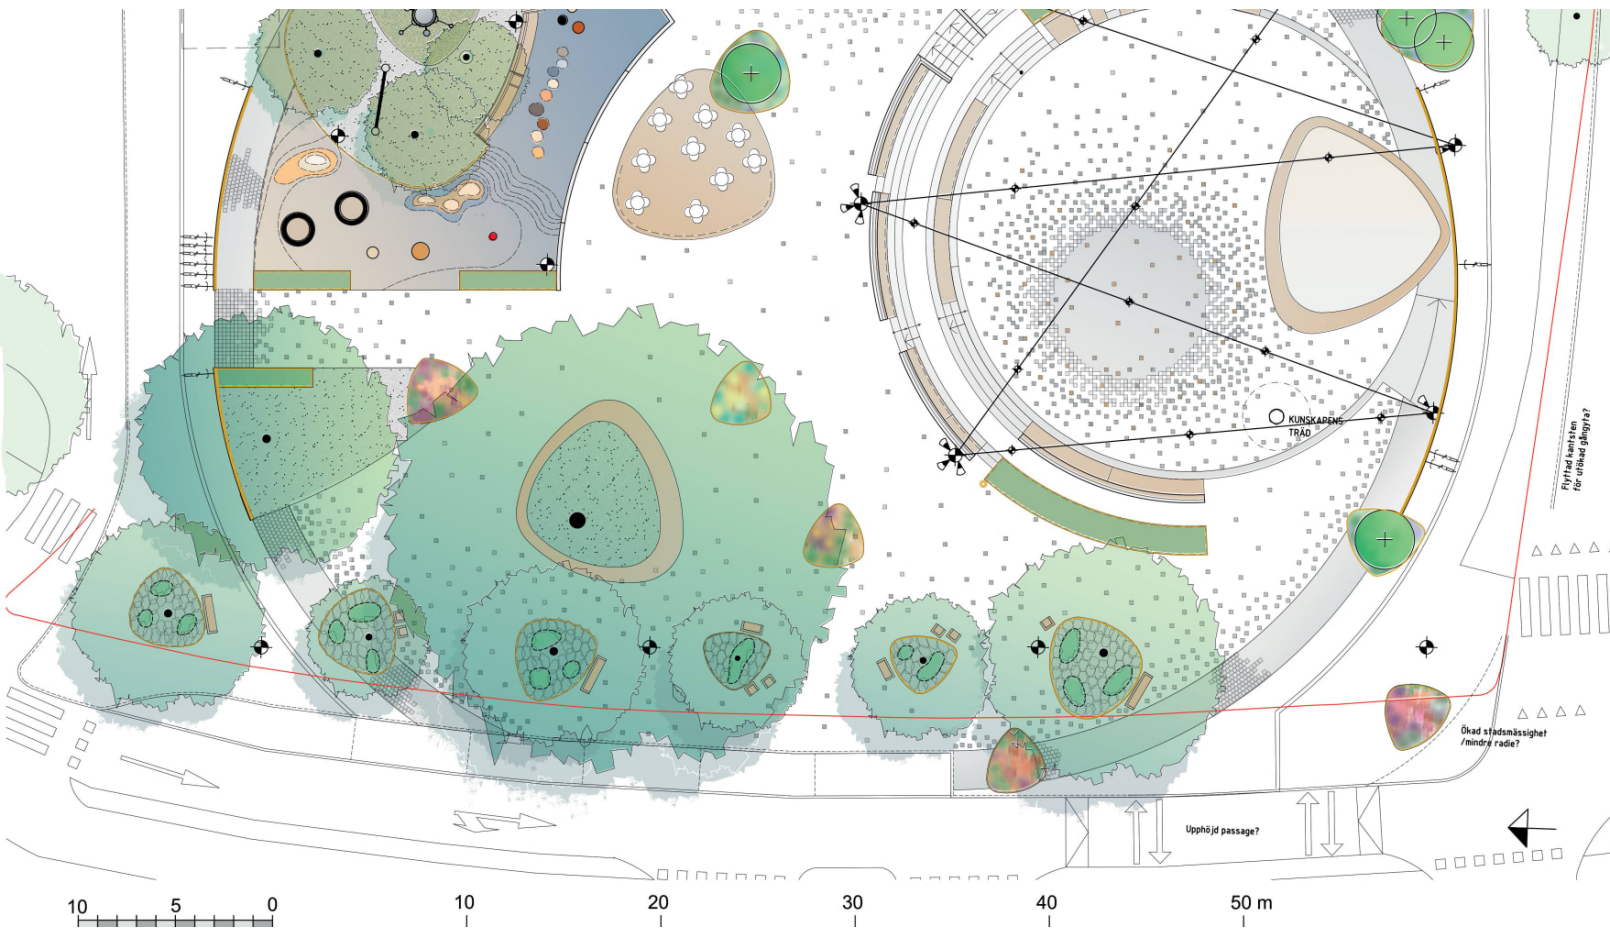 KUNSKAPENS
TRÄD
Flyttad kantsten
för utökad gångyta?
Ökad stadsmässighet
/mindre radie?
Upphöjd passage?
10 5 0 10 20 30 40 50 m